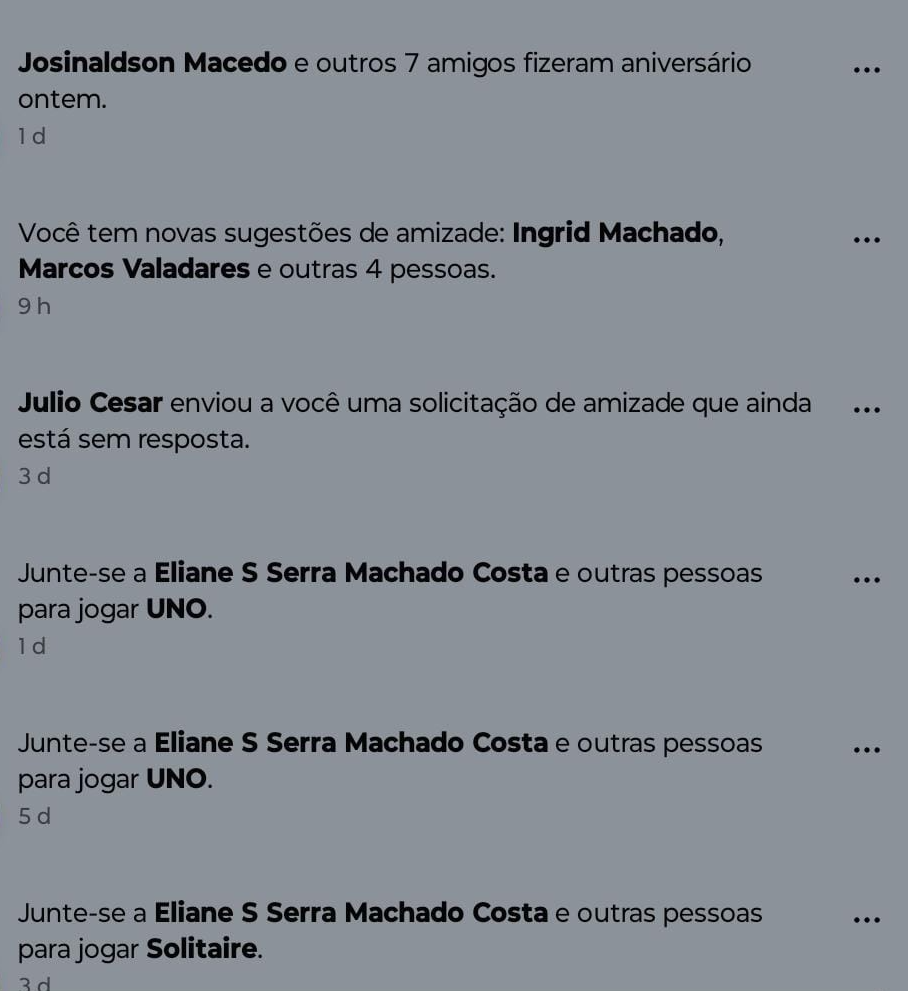 Josinaldson Macedo e outros 7 amigos fizeram aniversário
ontem.
1 d
Você tem novas sugestões de amizade: Ingrid Machado,
Marcos Valadares e outras 4 pessoas.
9 h
Julio Cesar enviou a você uma solicitação de amizade que ainda
está sem resposta.
3 d
Junte-se a Eliane S Serra Machado Costa e outras pessoas
para jogar UNO.
1 d
Junte-se a Eliane S Serra Machado Costa e outras pessoas
para jogar UNO.
5 d
Junte-se a Eliane S Serra Machado Costa e outras pessoas
para jogar Solitaire.
3 d